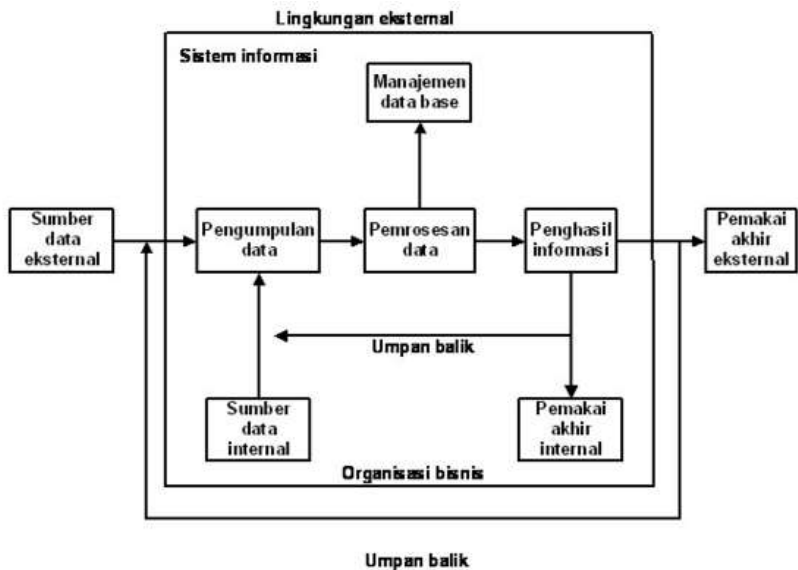 Lingkungan eksternal
Sistem informasi
Manajemen
data base
Sumber
data
eksternal
Pengumpulan
data
Pemrosesan
data
Penghasil
informasi
Pemakai
akhir
eksternal
Umpan balik
Sumber
data
internal
Pemakai
akhir
internal
Organisasi bisnis
Umpan balik